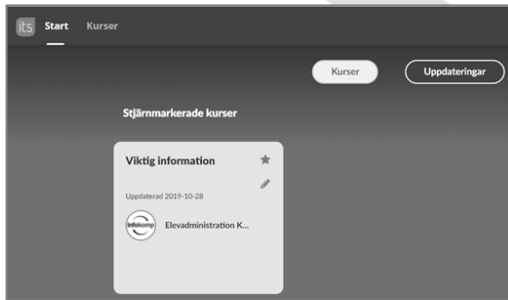 its Start Kurser
Kurser Uppdateringar
Stjärnmarkerade kurser
Viktig information
Uppdaterad 2019-10-28
infokomp Elevadministration K...